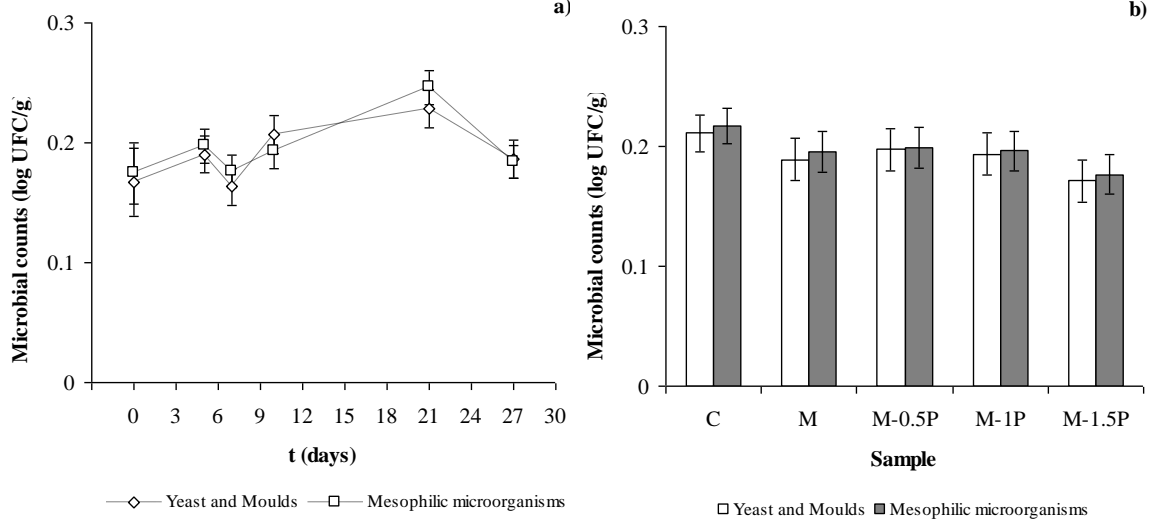 a)
Microbial counts (log UFC/g)
0.3
0.2
0.1
0
0 3 6 9 12 15 18 21 24 27 30
t (days)
Yeast and Moulds Mesophilic microorganisms
b)
Microbial counts (log UFC/g)
0.3
0.2
0.1
0
C M M-0.5P M-1P M-1.5P
Sample
Yeast and Moulds Mesophilic microorganisms